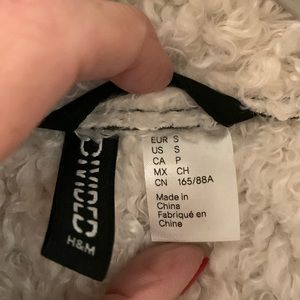 DIVIDED
H&M
EUR S
US S
CA P
MX CH
CN 165/88A
Made in
China
Fabriqué en
Chine